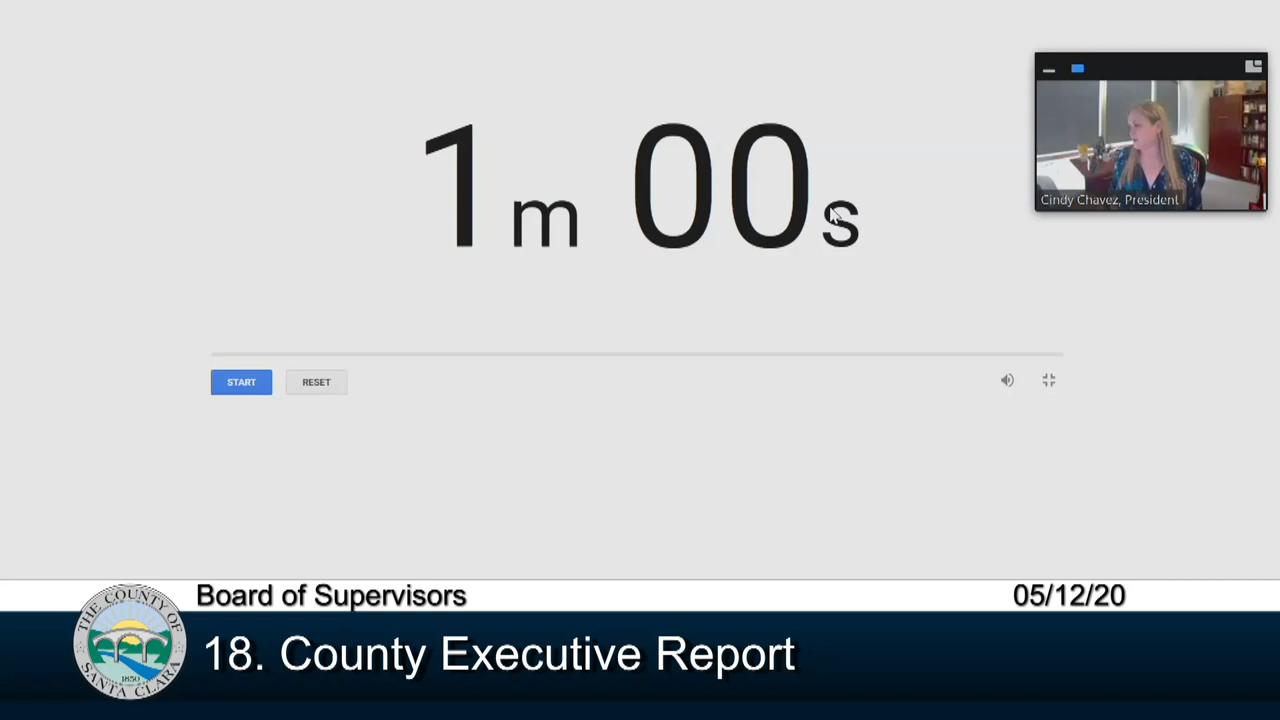 1m 00s
Cindy Chavez, President
START
RESET
Board of Supervisors
05/12/20
THE COUNTY OF
SANTA CLARA
1850
18. County Executive Report